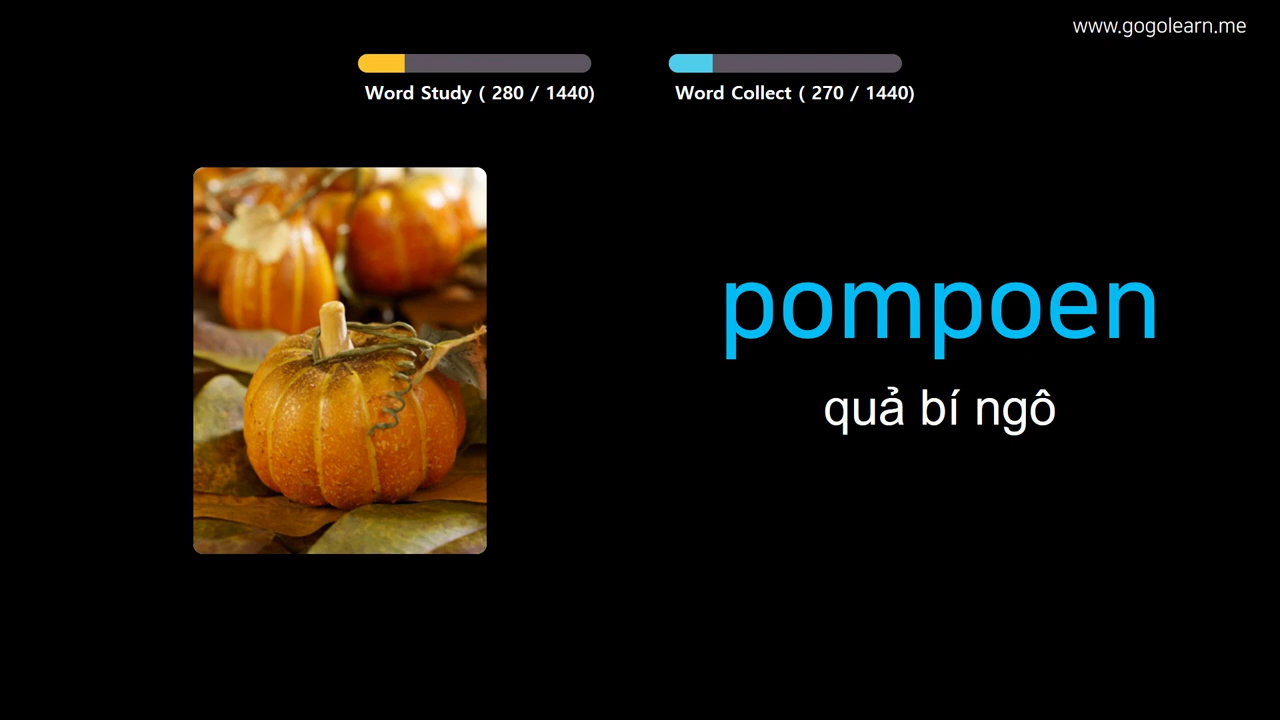 www.gogolearn.me
Word Study ( 280 / 1440)
Word Collect ( 270 / 1440)
pompoen
quả bí ngô